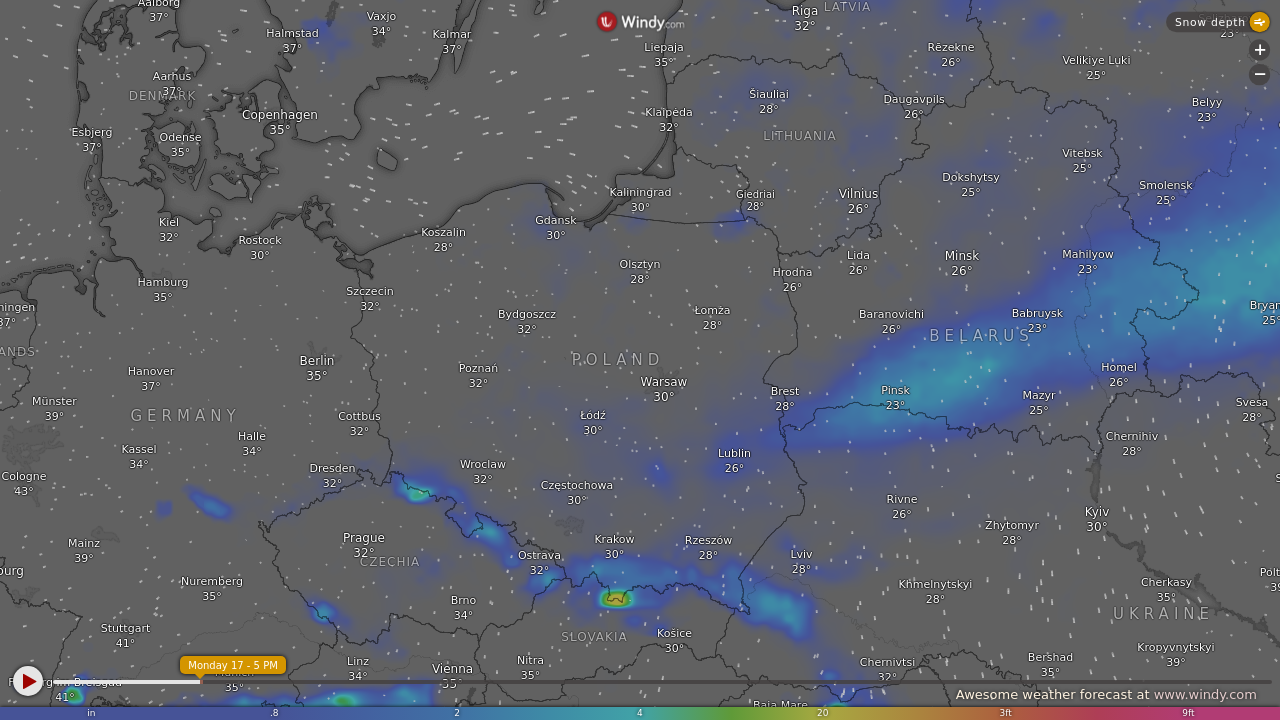 Aalborg
37°
Vaxjo
34°
Halmstad
37°
Kalmar
37°
Windy.com
Riga
32°
LATVIA
Snow depth
23°
+
−
Liepaja
35°
Rēzekne
26°
Velikiye Luki
25°
Aarhus
37°
DENMARK
Copenhagen
35°
Šiauliai
28°
Klaipėda
32°
Daugavpils
26°
Belyy
23°
Esbjerg
37°
Odense
35°
LITHUANIA
Vitebsk
25°
Dokshytsy
25°
Smolensk
25°
Kaliningrad
30°
Giedriai
28°
Vilnius
26°
Kiel
32°
Rostock
30°
Koszalin
28°
Gdansk
30°
Olsztyn
28°
Hrodna
26°
Lida
26°
Minsk
26°
Mahilyow
23°
Hamburg
35°
Szczecin
32°
ningen
37°
Bydgoszcz
32°
Łomża
28°
Baranovichi
26°
Babruysk
23°
Bryan
25°
BELARUS
ANDS
Berlin
35°
POLAND
Hanover
37°
Poznań
32°
Warsaw
30°
Brest
28°
Pinsk
23°
Homel
26°
Mazyr
25°
Münster
39°
GERMANY
Cottbus
32°
Łódź
30°
Svesa
28°
Kassel
34°
Halle
34°
Chernihiv
28°
Lublin
26°
Cologne
43°
Dresden
32°
Wroclaw
32°
Częstochowa
30°
S
Rivne
26°
Kyiv
30°
Zhytomyr
28°
Mainz
39°
Prague
32°
CZECHIA
Ostrava
32°
Krakow
30°
Rzeszów
28°
Lviv
28°
burg
Nuremberg
35°
Brno
34°
Khmelnytskyi
28°
Cherkasy
35°
Polt
39
UKRAINE
Stuttgart
41°
SLOVAKIA
Košice
30°
Kropyvnytskyi
39°
Monday 17 - 5 PM
Linz
34°
Vienna
35°
Nitra
35°
Chernivtsi
32°
Bershad
35°
41°
35°
Baia Mare
Awesome weather forecast at www.windy.com
in .8 2 4 20 3ft 9ft